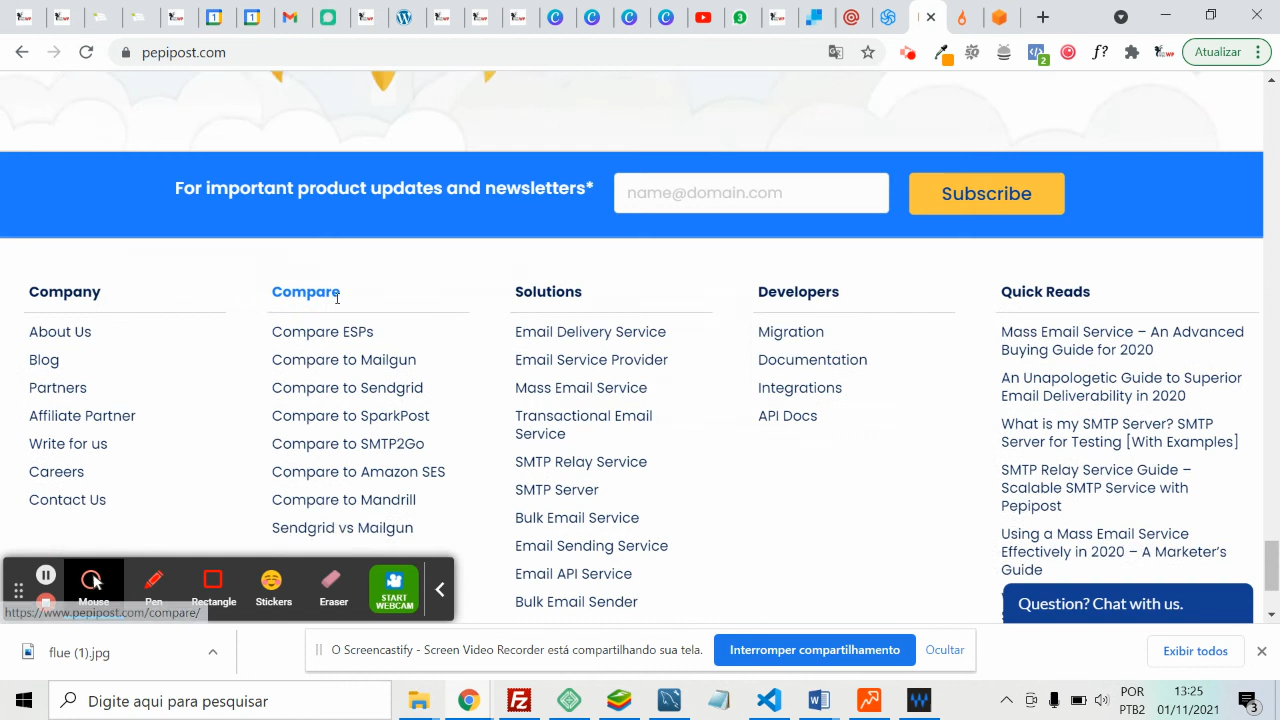 pepipost.com
Atualizar
For important product updates and newsletters*
name@domain.com
Subscribe
Company
About Us
Blog
Partners
Affiliate Partner
Write for us
Careers
Contact Us
Compare
Compare ESPs
Compare to Mailgun
Compare to Sendgrid
Compare to SparkPost
Compare to SMTP2Go
Compare to Amazon SES
Compare to Mandrill
Sendgrid vs Mailgun
Solutions
Email Delivery Service
Email Service Provider
Mass Email Service
Transactional Email
Service
SMTP Relay Service
SMTP Server
Bulk Email Service
Email Sending Service
Email API Service
Bulk Email Sender
Developers
Migration
Documentation
Integrations
API Docs
Quick Reads
Mass Email Service – An Advanced
Buying Guide for 2020
An Unapologetic Guide to Superior
Email Deliverability in 2020
What is my SMTP Server? SMTP
Server for Testing [With Examples]
SMTP Relay Service Guide –
Scalable SMTP Service with
Pepipost
Using a Mass Email Service
Effectively in 2020 – A Marketer's
Guide
Question? Chat with us.
Mouse
Pen
Rectangle
Stickers
Eraser
START
WEBCAM
https://www.pepipost.com/compare/
flue (1).jpg
O Screencastify - Screen Video Recorder está compartilhando sua tela.
Interromper compartilhamento
Ocultar
Exibir todos
Digite aqui para pesquisar
POR
PTB2
13:25
01/11/2021
3